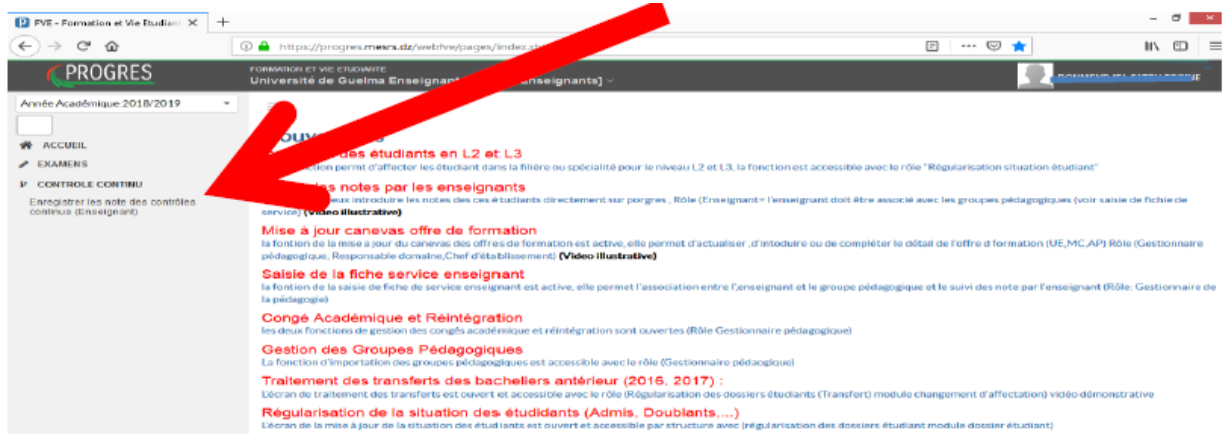 FVE - Formation et Vie Etudiant
https://progres.mesrs.dz/webfve/pages/index.x
PROGRES
FORMATION ET VIE ETUDIANTE
Université de Guelma Enseignant enseignants]
Année Académique:2018/2019
ACCUEIL
EXAMENS
CONTROLE CONTINU
Enregistrer les note des contrôles
continue (Enseignant)
des étudiants en L2 et L3
permt d'affecter les étudiant dans la filière ou spécialité pour le niveau L2 et L3, la fonction est accessible avec le rôle "Régularisation situation étudiant"
notes par les enseignants
introduire les notes des ces étudiants directement sur porgres , Rôle (Enseignant= l'enseignant doit être associé avec les groupes pédagogiques (voir saisie de fichie de
service) (Video illustrative)
Mise à jour canevas offre de formation
la fontion de la mise a jour du canevas des offres de formation est active, elle permet d'actualiser ,d'intoduire ou de compléter le détail de l'offre d formation (UE,MC,AP) Rôle (Gestionnaire
pédagogique, Responsable domaine,Chef d'établissement) (Video illustrative)
Saisie de la fiche service enseignant
la fontion de la saisie de fiche de service enseignant est active, elle permet l'association entre l'enseignant et le groupe pédagogique et le suivi des note par l'enseignant (Rôle: Gestionnaire de
la pédagogie)
Congé Académique et Réintégration
les deux fonctions de gestion des congés académique et réintégration sont ouvertes (Rôle Gestionnaire pédagogique)
Gestion des Groupes Pédagogiques
La fonction d'importation des groupes pédagogiques est accessible avec le rôle (Gestionnaire pédaogique)
Traitement des transferts des bacheliers antérieur (2016, 2017) :
L'écran de traitement des transferts est ouvert et accessible avec le rôle (Régularisation des dossiers étudiants (Transfert) module changement d'affectation) vidéo démonstrative
Régularisation de la situation des étudidants (Admis, Doublants,...)
L'écran de la mise à jour de la situation des étudiants est ouvert et accessible par structure avec (régularisation des dossiers étudiant module dossier étudiant)